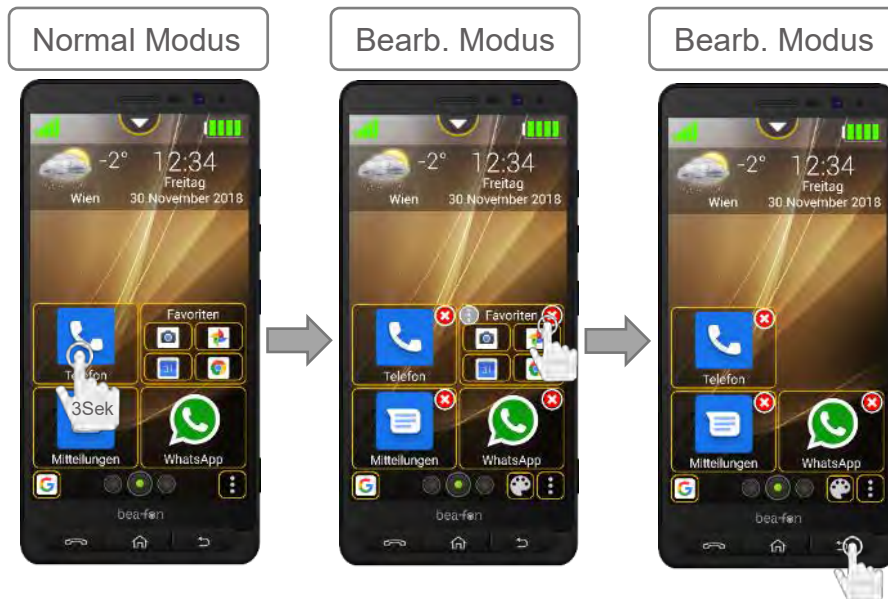 Normal Modus
Bearb. Modus
Bearb. Modus
-2° 12:34
Freitag
Wien 30.November 2018
Favoriten
31
Telefon
3Sek
Mitteilungen
WhatsApp
G
bea-fon
-2° 12:34
Freitag
Wien 30.November 2018
Favoriten
31
Telefon
Mitteilungen
WhatsApp
G
bea-fon
-2° 12:34
Freitag
Wien 30.November 2018
Telefon
Mitteilungen
WhatsApp
G
bea-fon